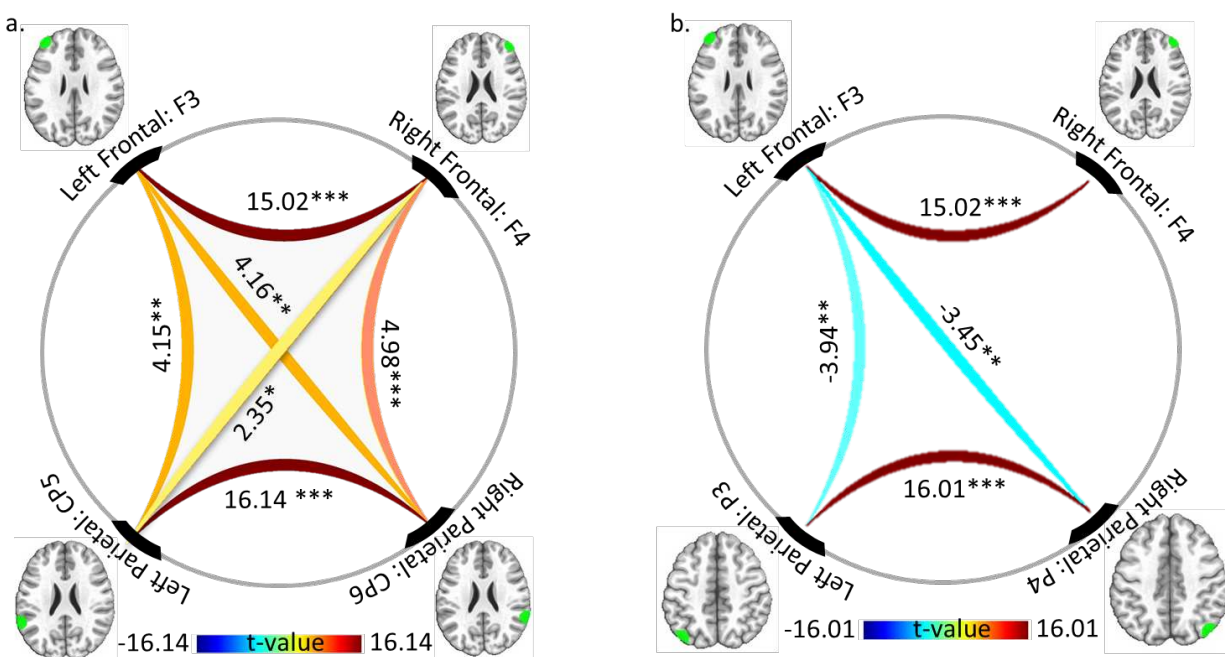 a.
Left Frontal: F3
Right Frontal: F4
15.02***
4.16**
4.15**
4.98****
2.35*
16.14 ***
Left Parietal: CP5
Right Parietal: CP6
-16.14 t-value 16.14
b.
Left Frontal: F3
Right Frontal: F4
15.02***
-3.94**
-3.45**
16.01***
Left Parietal: P3
Right Parietal: P4
-16.01 t-value 16.01